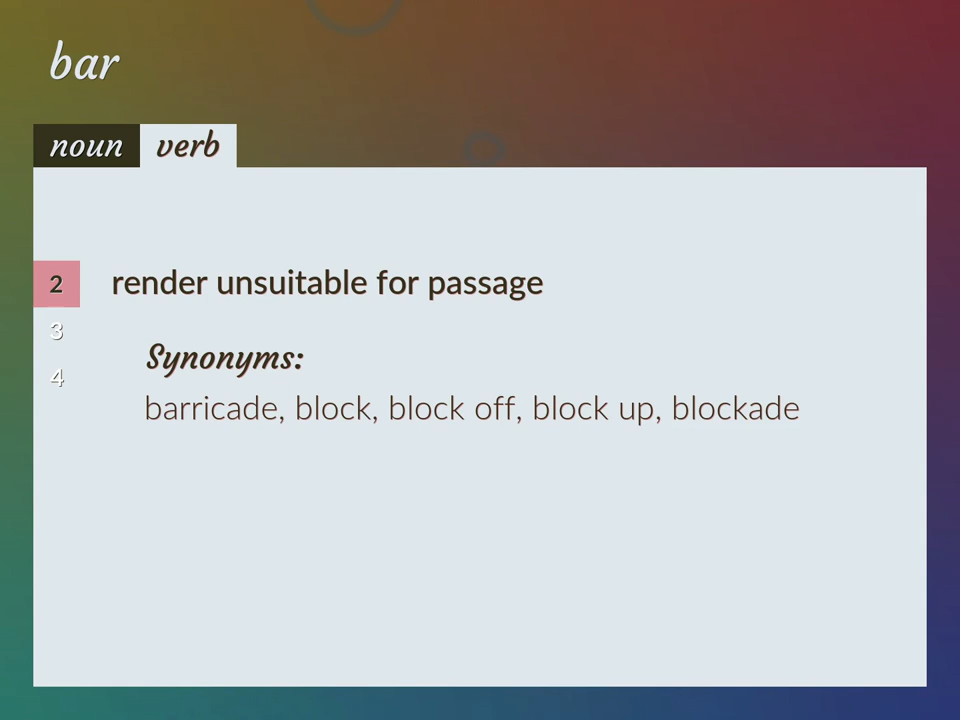 bar
noun verb
2 render unsuitable for passage
3
Synonyms:
4
barricade, block, block off, block up, blockade